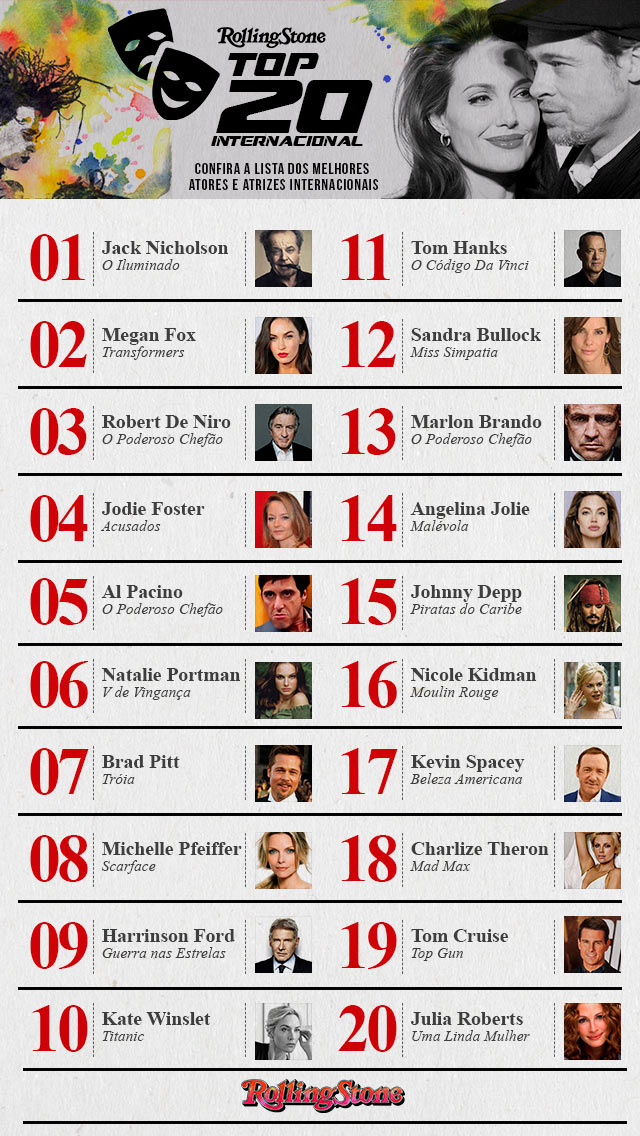 RollingStone
TOP
20
INTERNACIONAL
CONFIRA A LISTA DOS MELHORES
ATORES E ATRIZES INTERNACIONAIS
01
Jack Nicholson
O Iluminado
02
Megan Fox
Transformers
03
Robert De Niro
O Poderoso Chefão
04
Jodie Foster
Acusados
05
Al Pacino
O Poderoso Chefão
06
Natalie Portman
V de Vingança
07
Brad Pitt
Tróia
08
Michelle Pfeiffer
Scarface
09
Harrinson Ford
Guerra nas Estrelas
10
Kate Winslet
Titanic
11
Tom Hanks
O Código Da Vinci
12
Sandra Bullock
Miss Simpatia
13
Marlon Brando
O Poderoso Chefão
14
Angelina Jolie
Malévola
15
Johnny Depp
Piratas do Caribe
16
Nicole Kidman
Moulin Rouge
17
Kevin Spacey
Beleza Americana
18
Charlize Theron
Mad Max
19
Tom Cruise
Top Gun
20
Julia Roberts
Uma Linda Mulher
RollingStone